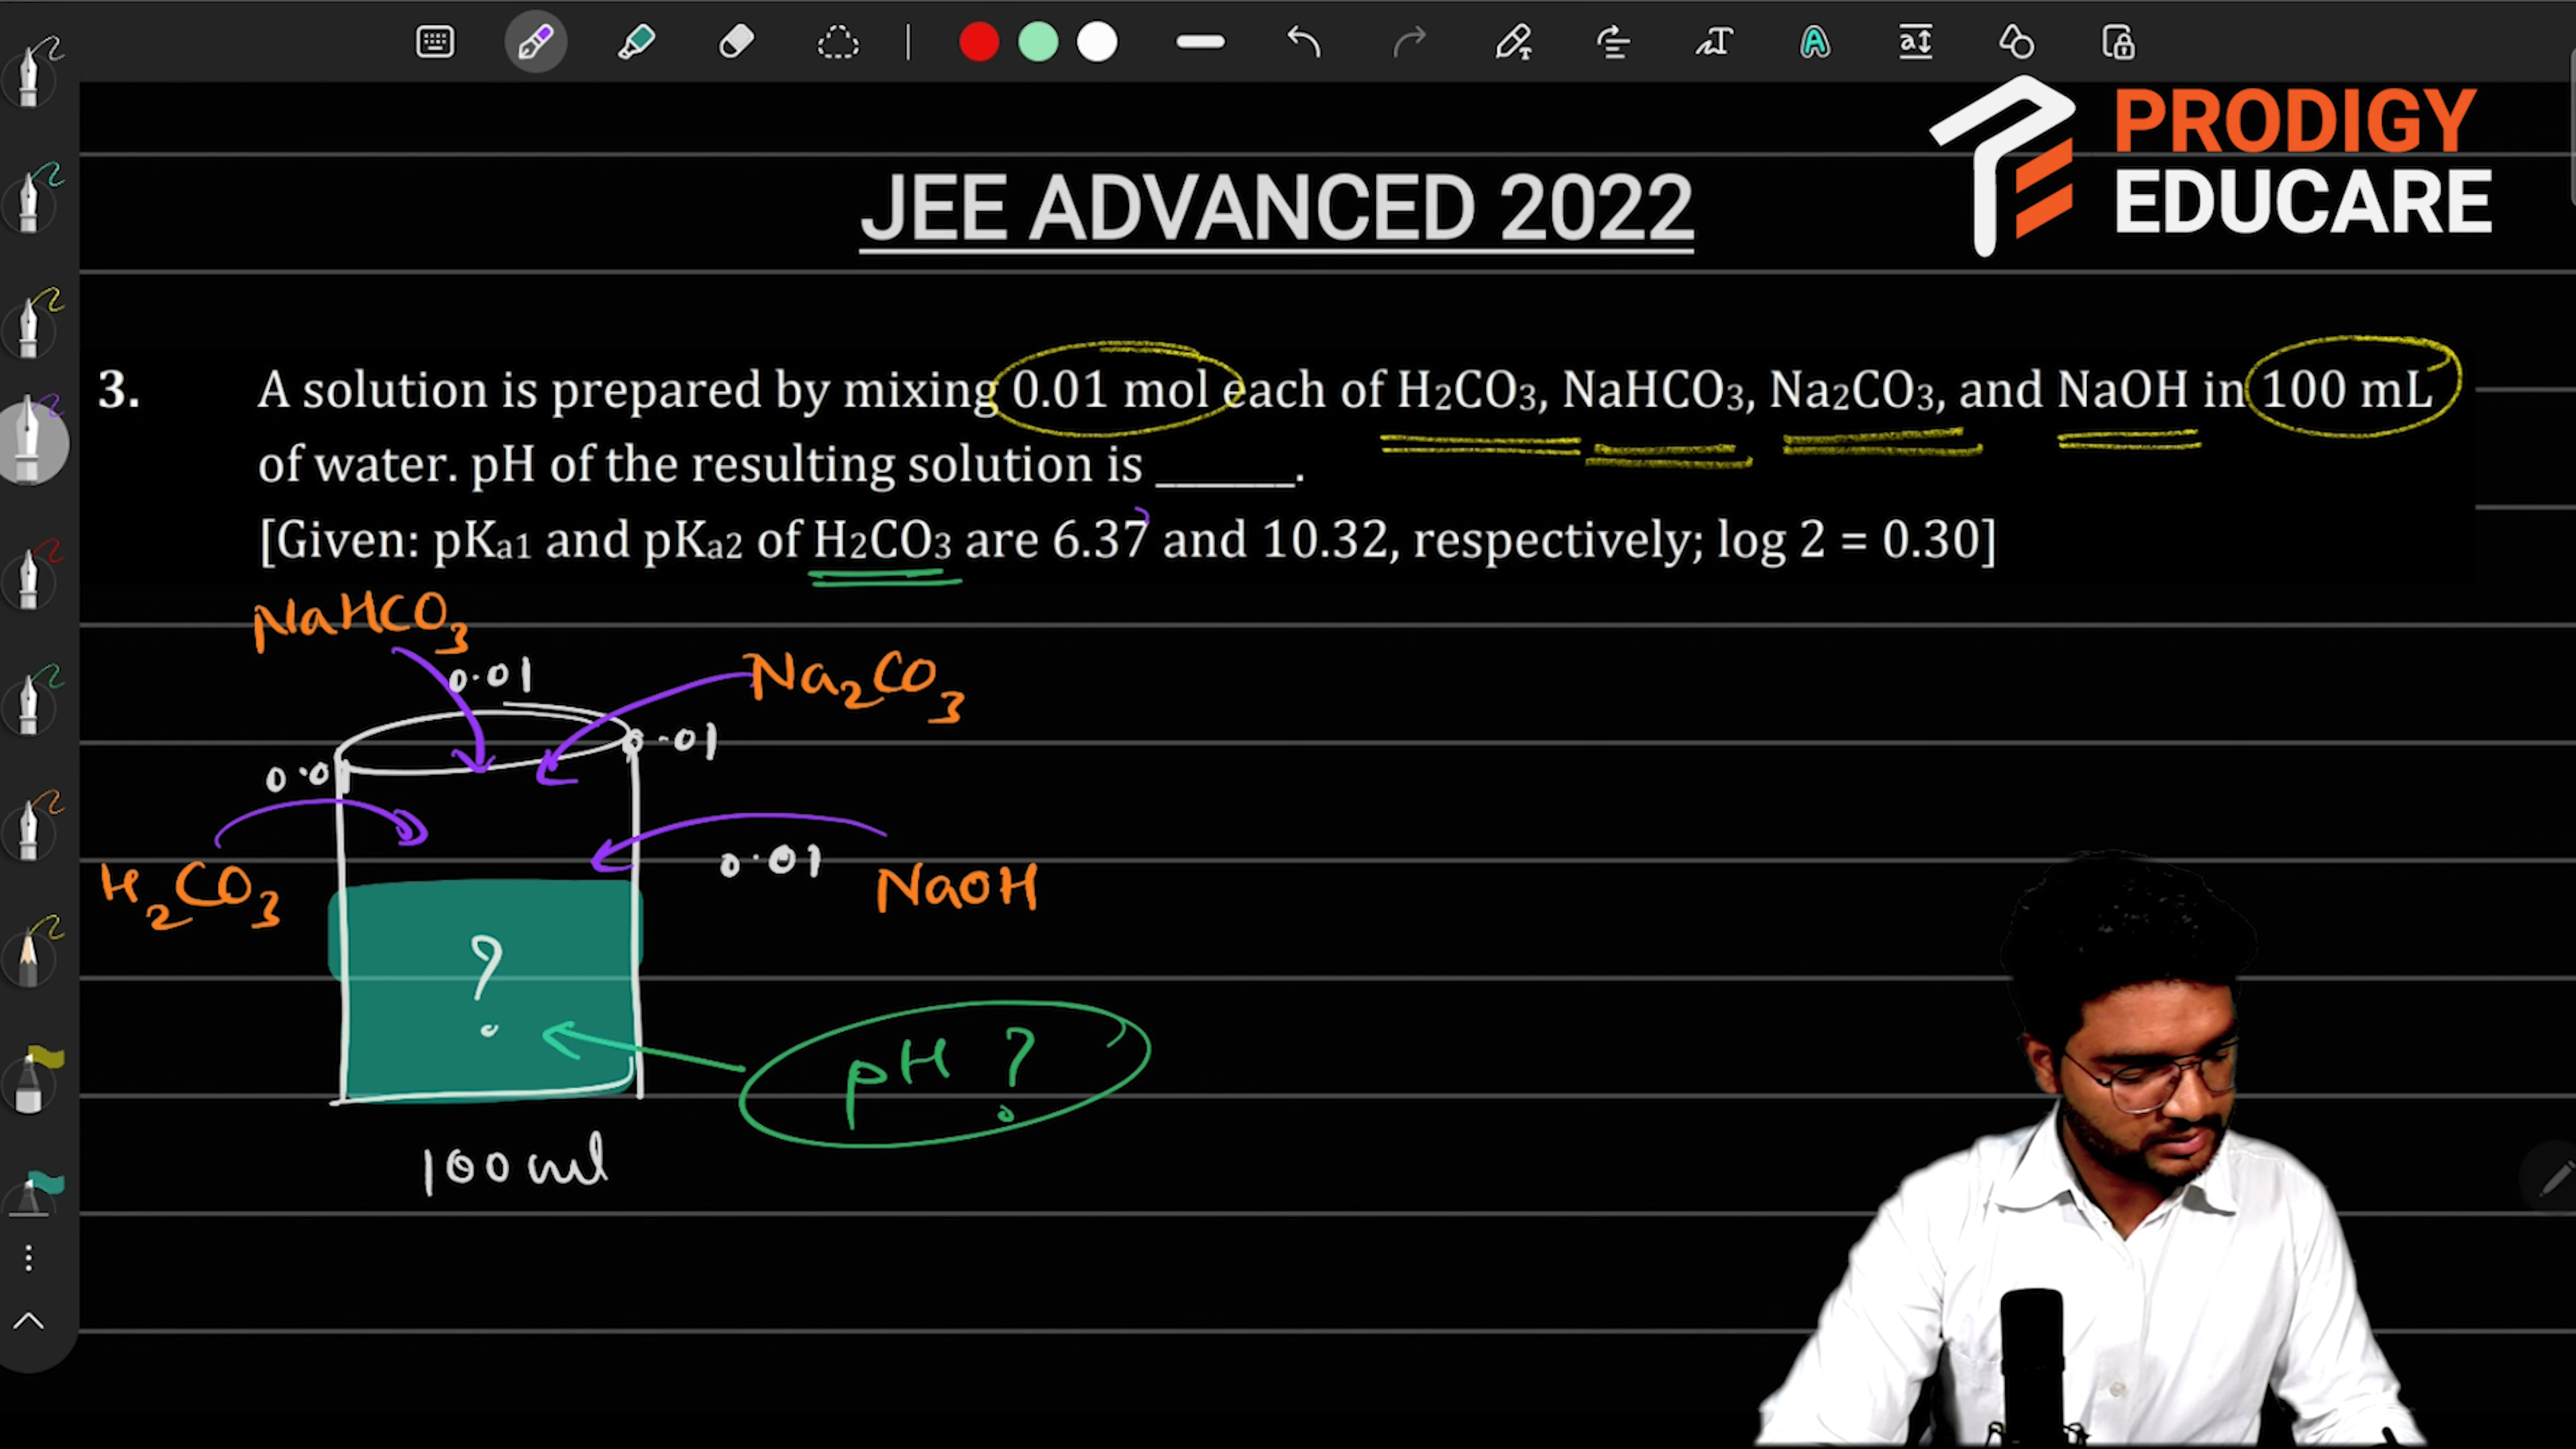 PRODIGY
EDUCARE
JEE ADVANCED 2022
3. A solution is prepared by mixing 0.01 mol each of H₂CO₃, NaHCO₃, Na₂CO₃, and NaOH in 100 mL
of water. pH of the resulting solution is ______.
[Given: pKa1 and pKa2 of H₂CO₃ are 6.37 and 10.32, respectively; log 2 = 0.30]
NaHCO₃
0.01
Na₂CO₃
0.01
0.01
H₂CO₃
0.01
NaOH
?
pH ?
100 ml